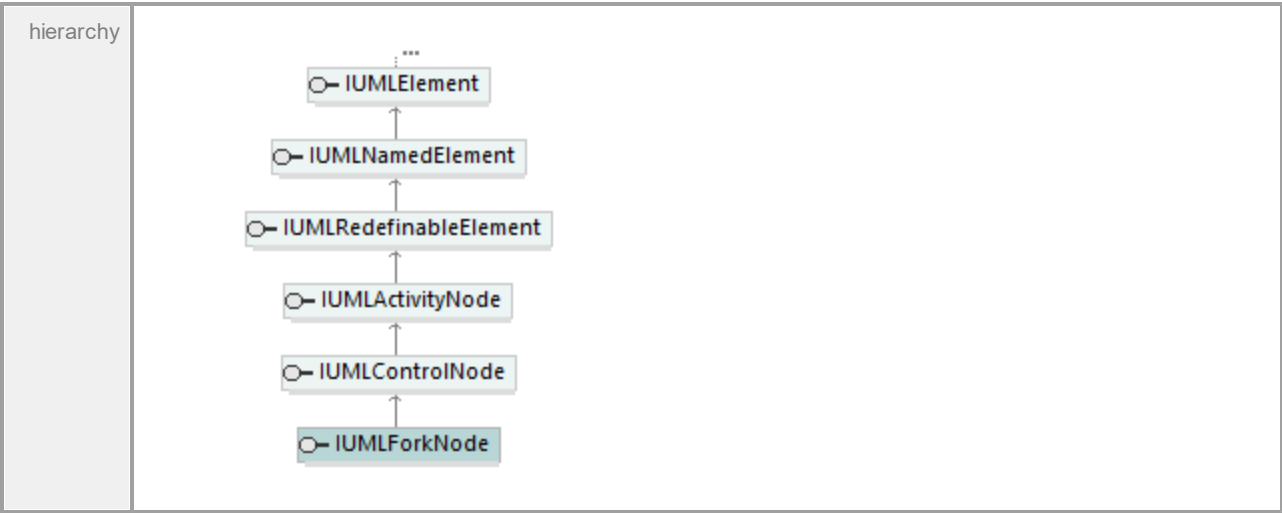 hierarchy
...
IUMLElement
IUMLNamedElement
IUMLRedefinableElement
IUMLActivityNode
IUMLControlNode
IUMLForkNode